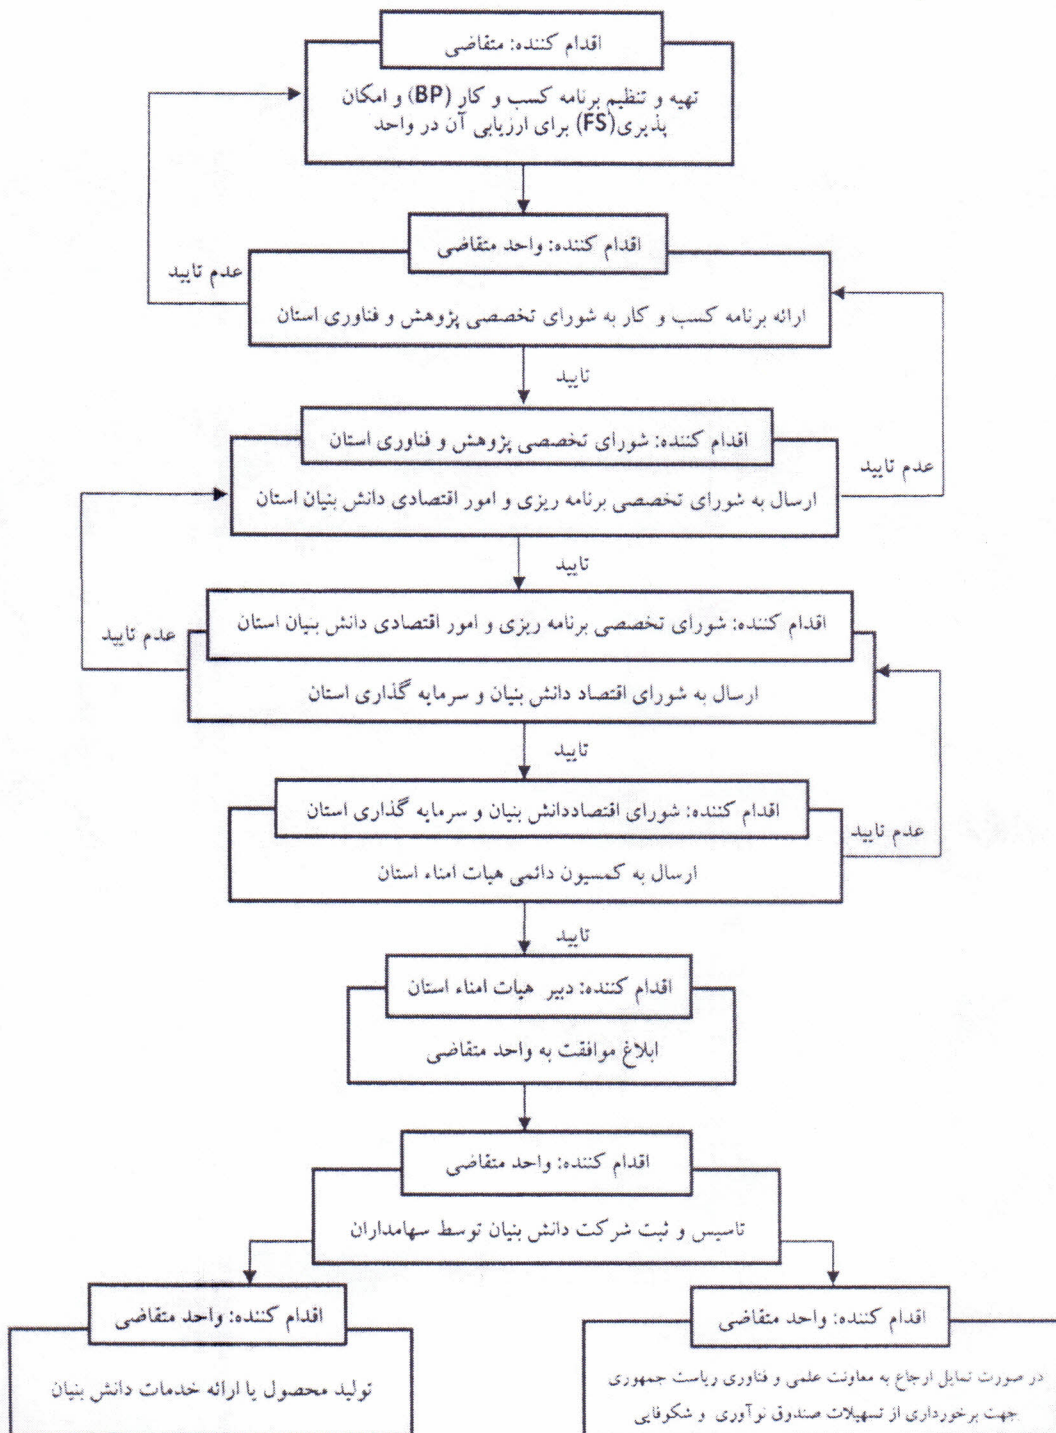 اقدام کننده: متقاضی
تهیه و تنظیم برنامه کسب و کار (BP) و امکان
پذیری(FS) برای ارزیابی آن در واحد
اقدام کننده: واحد متقاضی
عدم تایید
ارائه برنامه کسب و کار به شورای تخصصی پژوهش و فناوری استان
تایید
اقدام کننده: شورای تخصصی پژوهش و فناوری استان
عدم تایید
ارسال به شورای تخصصی برنامه ریزی و امور اقتصادی دانش بنیان استان
تایید
اقدام کننده: شورای تخصصی برنامه ریزی و امور اقتصادی دانش بنیان استان
عدم تایید
ارسال به شورای اقتصاد دانش بنیان و سرمایه گذاری استان
تایید
اقدام کننده: شورای اقتصاددانش بنیان و سرمایه گذاری استان
عدم تایید
ارسال به کمسیون دائمی هیات امناء استان
تایید
اقدام کننده: دبیر هیات امناء استان
ابلاغ موافقت به واحد متقاضی
اقدام کننده: واحد متقاضی
تاسیس و ثبت شرکت دانش بنیان توسط سهامداران
اقدام کننده: واحد متقاضی
در صورت تمایل ارجاع به معاونت علمی و فناوری ریاست جمهوری
جهت برخورداری از تسهیلات صندوق نوآوری و شکوفایی
اقدام کننده: واحد متقاضی
تولید محصول یا ارائه خدمات دانش بنیان